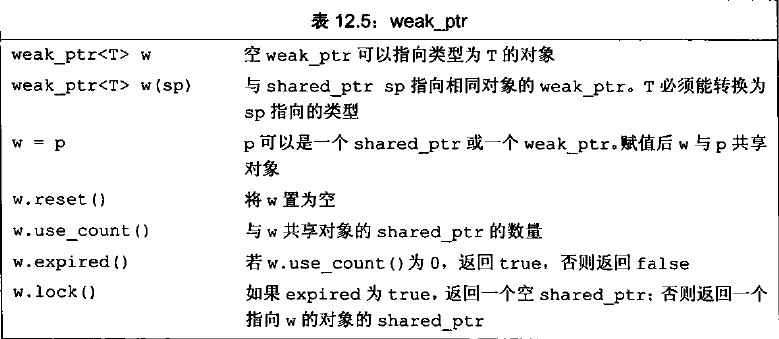 表 12.5：weak_ptr
weak_ptr<T> w 空 weak_ptr 可以指向类型为 T 的对象
weak_ptr<T> w(sp) 与 shared_ptr sp 指向相同对象的 weak_ptr。T 必须能转换为
sp 指向的类型
w = p p 可以是一个 shared_ptr 或一个 weak_ptr。赋值后 w 与 p 共享
对象
w.reset() 将 w 置为空
w.use_count() 与 w 共享对象的 shared_ptr 的数量
w.expired() 若 w.use_count() 为 0，返回 true，否则返回 false
w.lock() 如果 expired 为 true，返回一个空 shared_ptr；否则返回一个
指向 w 的对象的 shared_ptr